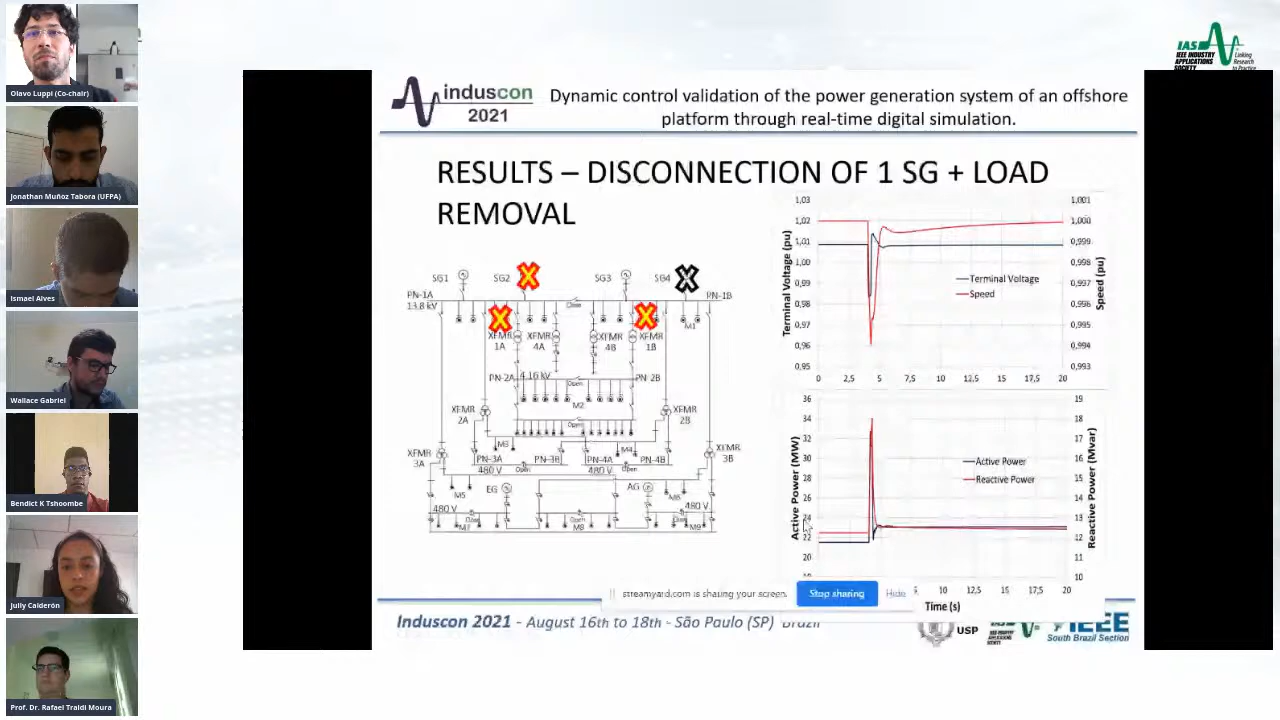 Olavo Luppi (Co-chair)
Jonathan Muñoz Tabora (UFPA)
Ismael Alves
Wallace Gabriel
Bendict K Tshoombe
Jully Calderón
Prof. Dr. Rafael Traldi Moura
IAS
IEEE INDUSTRY
APPLICATIONS
SOCIETY
Linking
Research
to Practice
induscon
2021
Dynamic control validation of the power generation system of an offshore
platform through real-time digital simulation.
RESULTS – DISCONNECTION OF 1 SG + LOAD
REMOVAL
SG1 SG2 SG3 SG4
PN-1A PN-1B
13.8 kV Close
M1
XFMR XFMR XFMR XFMR
1A 4A 4B 1B
PN-2A 4.16 kV Open PN-2B
M2
XFMR XFMR
2A 2B
Open
M3 M4
XFMR XFMR
3A 3B
PN-3A PN-3B PN-4A PN-4B
480 V Open 480 V Open
M5
EG AG
480 V 480 V
Close Open Close
M7 M8 M9
1,03 1,001
1,02 1,000
1,01 0,999
1,00 0,998
0,99 0,997
0,98 0,996
0,97 0,995
0,96 0,994
0,95 0,993
0 2,5 5 7,5 10 12,5 15 17,5 20
Terminal Voltage (pu)
Speed (pu)
Terminal Voltage
Speed
36 19
34 18
32 17
30 16
28 15
26 14
24 13
22 12
20 11
10
Active Power (MW)
Reactive Power (Mvar)
Active Power
Reactive Power
10 12,5 15 17,5 20
Time (s)
streamyard.com is sharing your screen.
Stop sharing
Hide
Induscon 2021 - August 16th to 18th - São Paulo (SP) Brazil
USP
IEEE
South Brazil Section